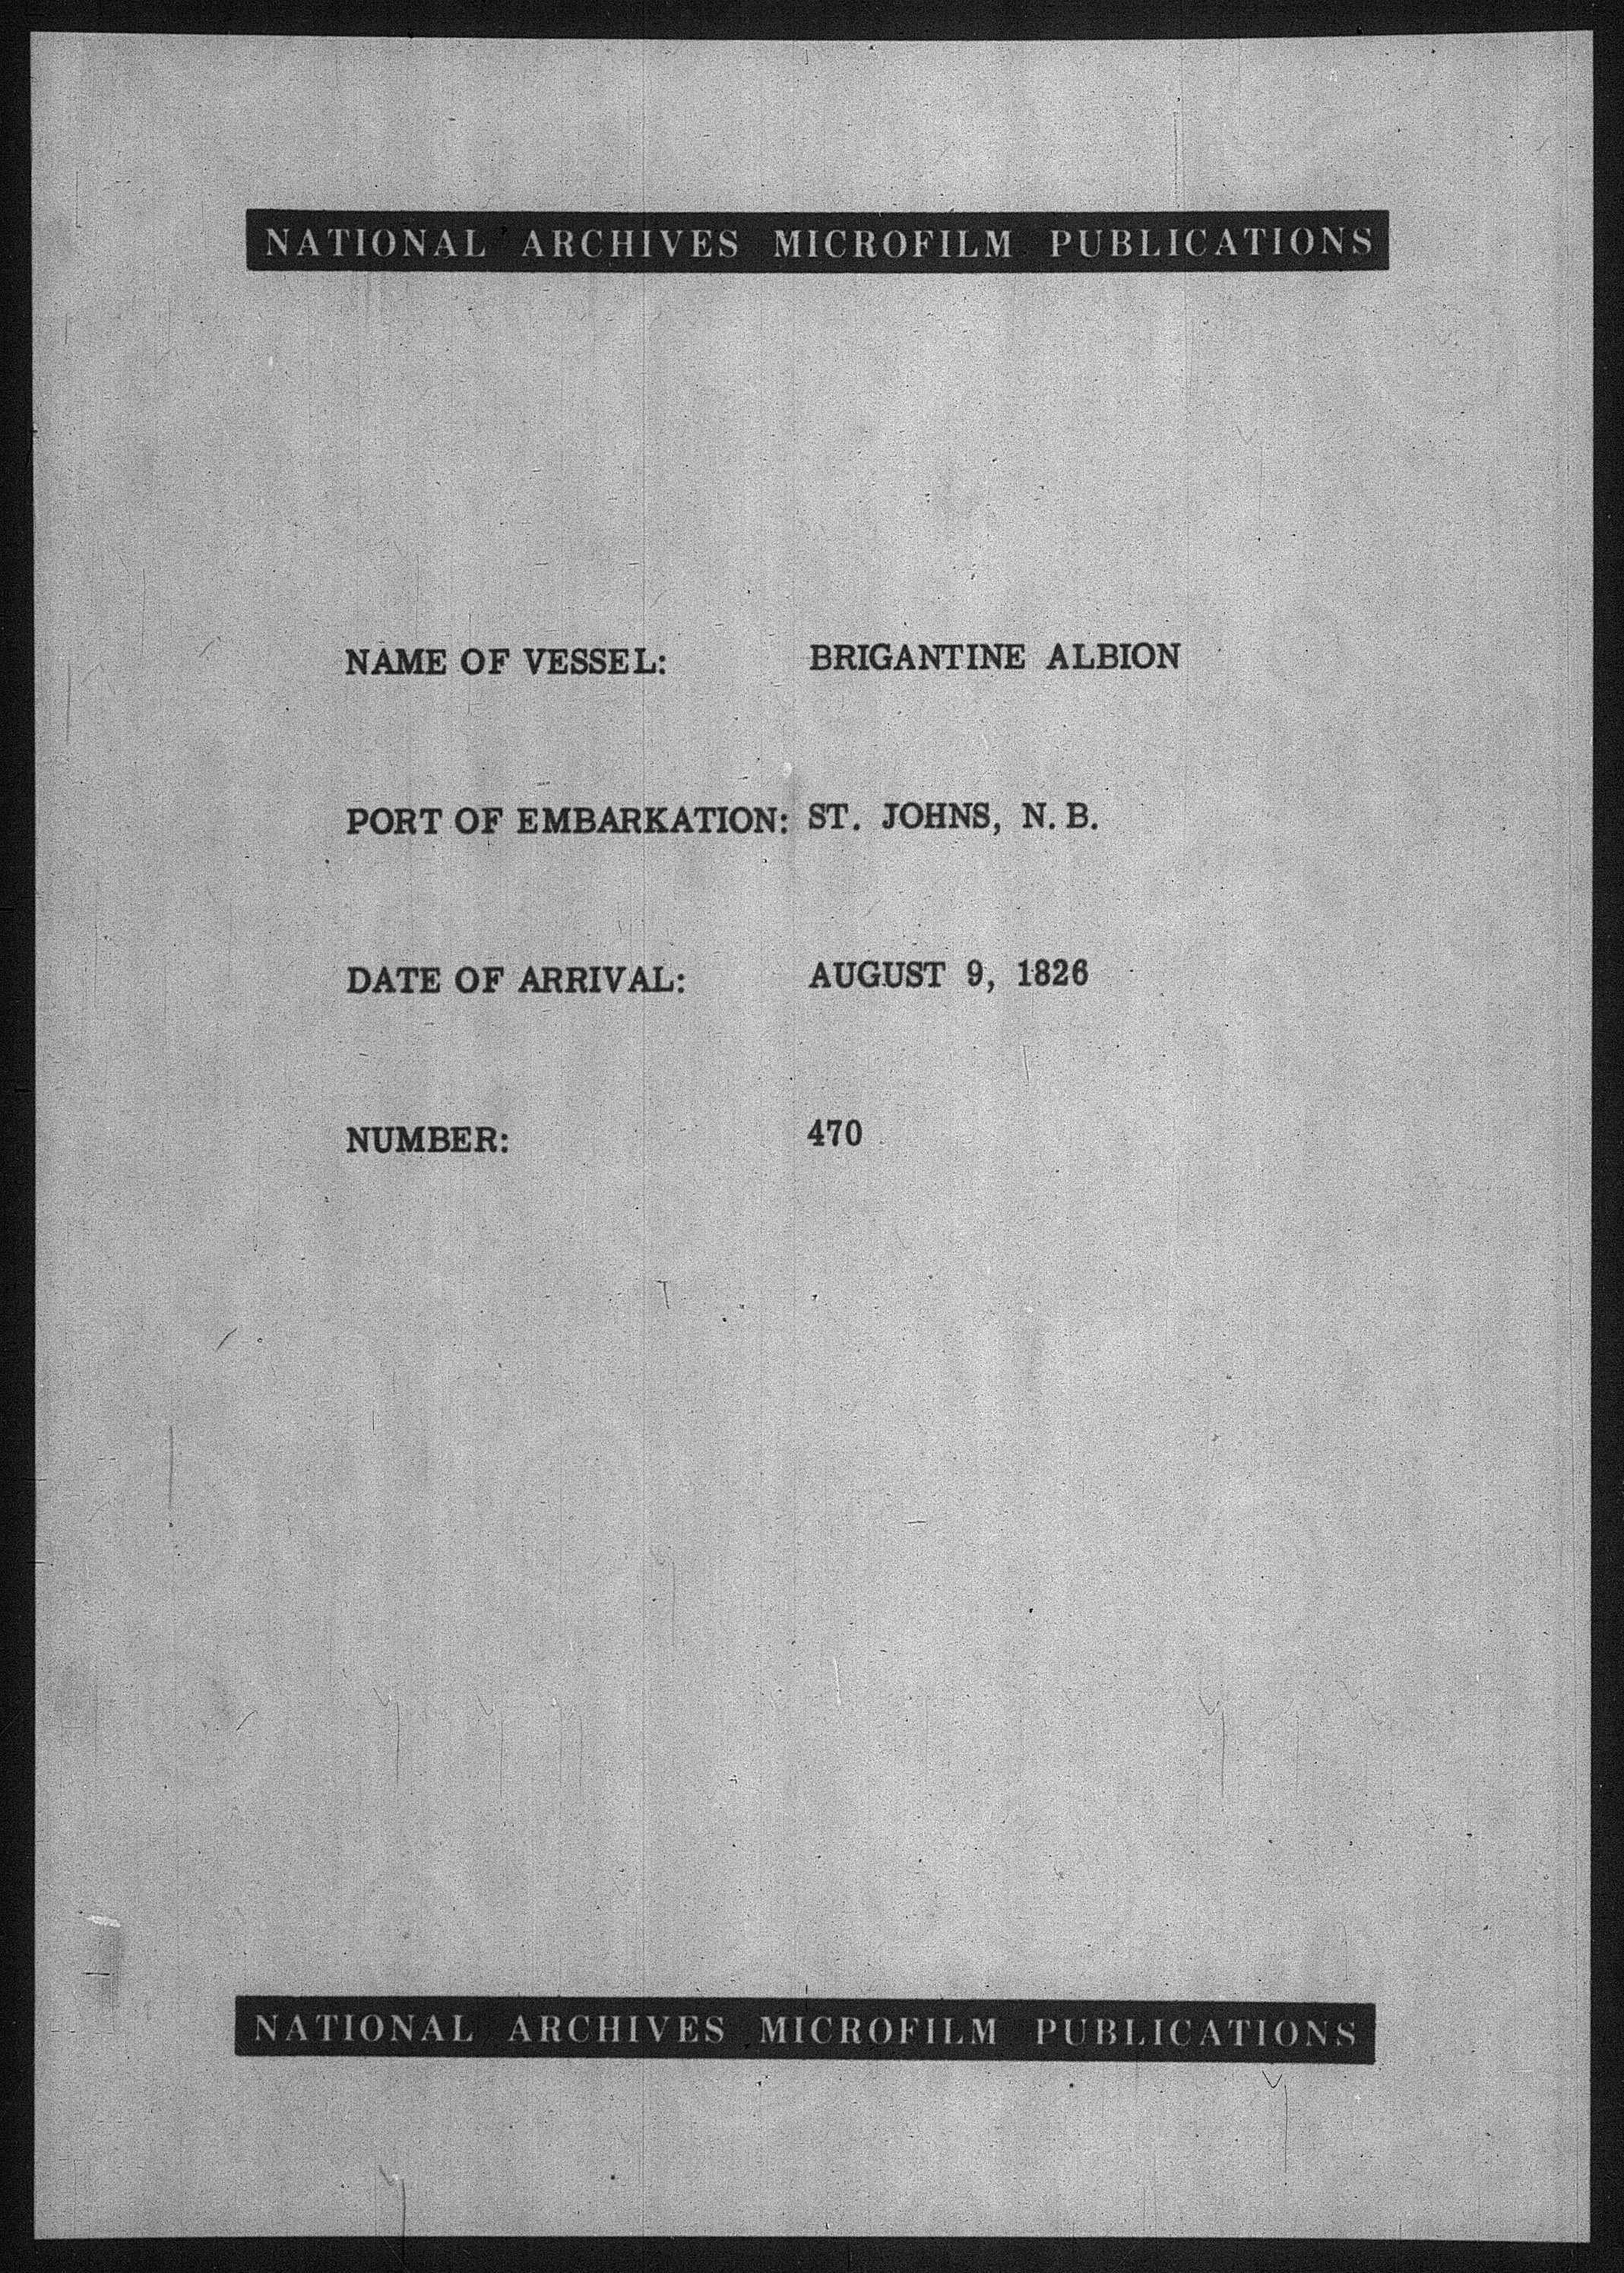 NATIONAL ARCHIVES MICROFILM PUBLICATIONS
NAME OF VESSEL: BRIGANTINE ALBION
PORT OF EMBARKATION: ST. JOHNS, N. B.
DATE OF ARRIVAL: AUGUST 9, 1826
NUMBER: 470
NATIONAL ARCHIVES MICROFILM PUBLICATIONS